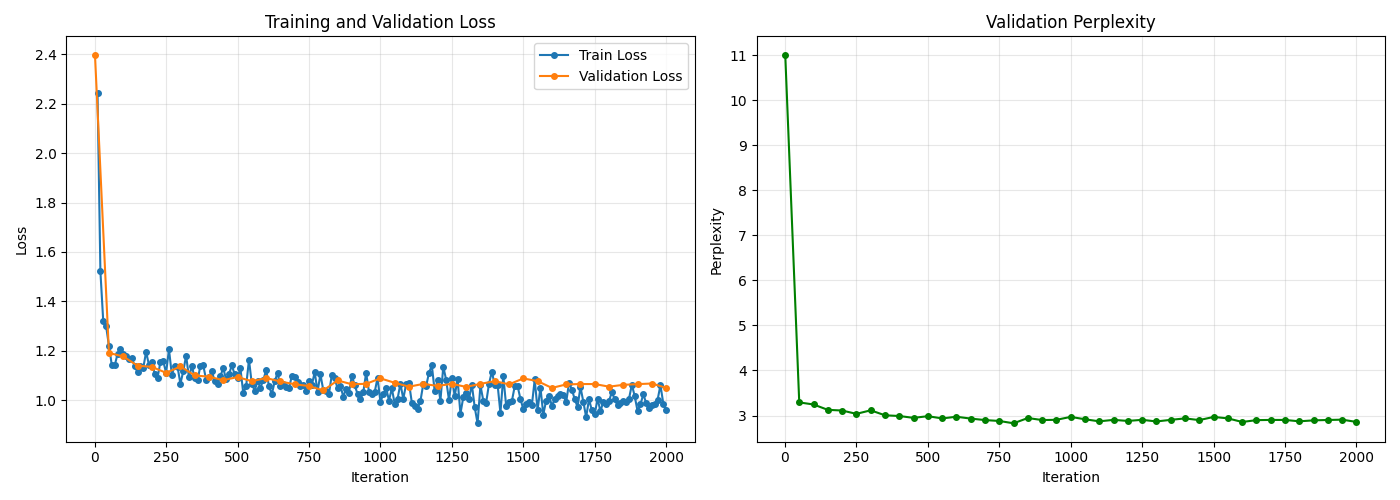 Training and Validation Loss
Train Loss
Validation Loss
2.4
2.2
2.0
1.8
1.6
1.4
1.2
1.0
Loss
0 250 500 750 1000 1250 1500 1750 2000
Iteration
Validation Perplexity
11
10
9
8
7
6
5
4
3
Perplexity
0 250 500 750 1000 1250 1500 1750 2000
Iteration